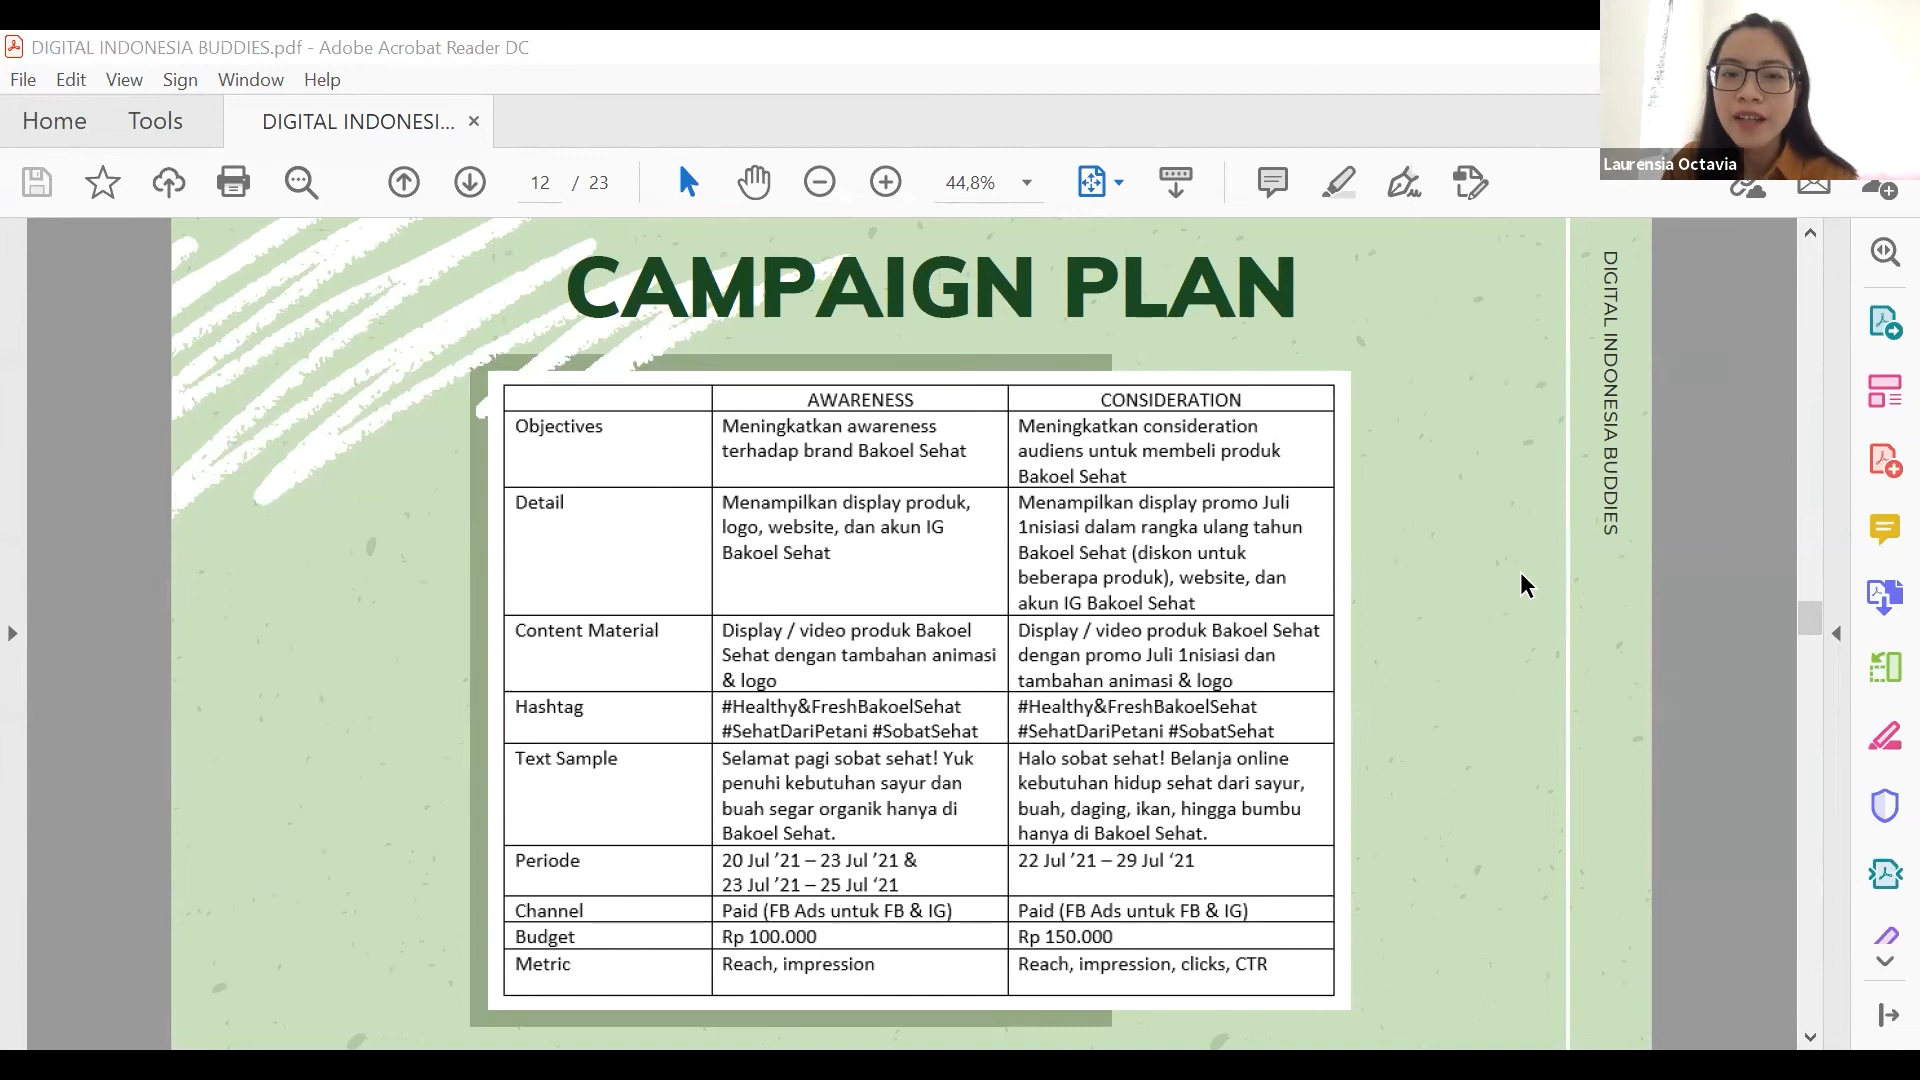 DIGITAL INDONESIA BUDDIES.pdf - Adobe Acrobat Reader DC
File Edit View Sign Window Help
Home Tools DIGITAL INDONESI... ×
12 / 23 44,8%
Laurensia Octavia
CAMPAIGN PLAN
DIGITAL INDONESIA BUDDIES
AWARENESS CONSIDERATION
Objectives
Meningkatkan awareness
terhadap brand Bakoel Sehat
Meningkatkan consideration
audiens untuk membeli produk
Bakoel Sehat
Detail
Menampilkan display produk,
logo, website, dan akun IG
Bakoel Sehat
Menampilkan display promo Juli
1nisiasi dalam rangka ulang tahun
Bakoel Sehat (diskon untuk
beberapa produk), website, dan
akun IG Bakoel Sehat
Content Material
Display / video produk Bakoel
Sehat dengan tambahan animasi
& logo
Display / video produk Bakoel Sehat
dengan promo Juli 1nisiasi dan
tambahan animasi & logo
Hashtag
#Healthy&FreshBakoelSehat
#SehatDariPetani #SobatSehat
#Healthy&FreshBakoelSehat
#SehatDariPetani #SobatSehat
Text Sample
Selamat pagi sobat sehat! Yuk
penuhi kebutuhan sayur dan
buah segar organik hanya di
Bakoel Sehat.
Halo sobat sehat! Belanja online
kebutuhan hidup sehat dari sayur,
buah, daging, ikan, hingga bumbu
hanya di Bakoel Sehat.
Periode
20 Jul ’21 – 23 Jul ’21 &
23 Jul ’21 – 25 Jul ‘21
22 Jul ’21 – 29 Jul ‘21
Channel
Paid (FB Ads untuk FB & IG)
Paid (FB Ads untuk FB & IG)
Budget
Rp 100.000
Rp 150.000
Metric
Reach, impression
Reach, impression, clicks, CTR